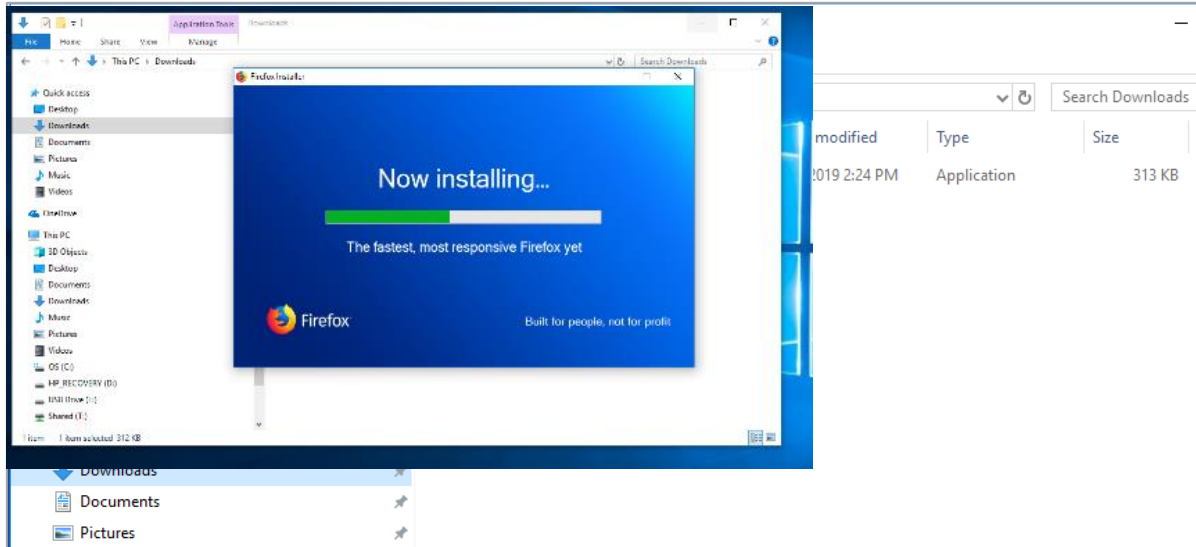 Application Tools Downloads
File Home Share View Manage
This PC Downloads Search Downloads
Firefox Installer
Quick access
Desktop
Downloads
Documents
Pictures
Music
Videos
OneDrive
This PC
3D Objects
Desktop
Documents
Downloads
Music
Pictures
Videos
OS (C:)
HP_RECOVERY (D:)
USB Drive (E:)
Shared (T:)
1 item 1 item selected 312 KB
Now installing...
The fastest, most responsive Firefox yet
Firefox
Built for people, not for profit
Search Downloads
modified Type Size
2019 2:24 PM Application 313 KB
Downloads
Documents
Pictures